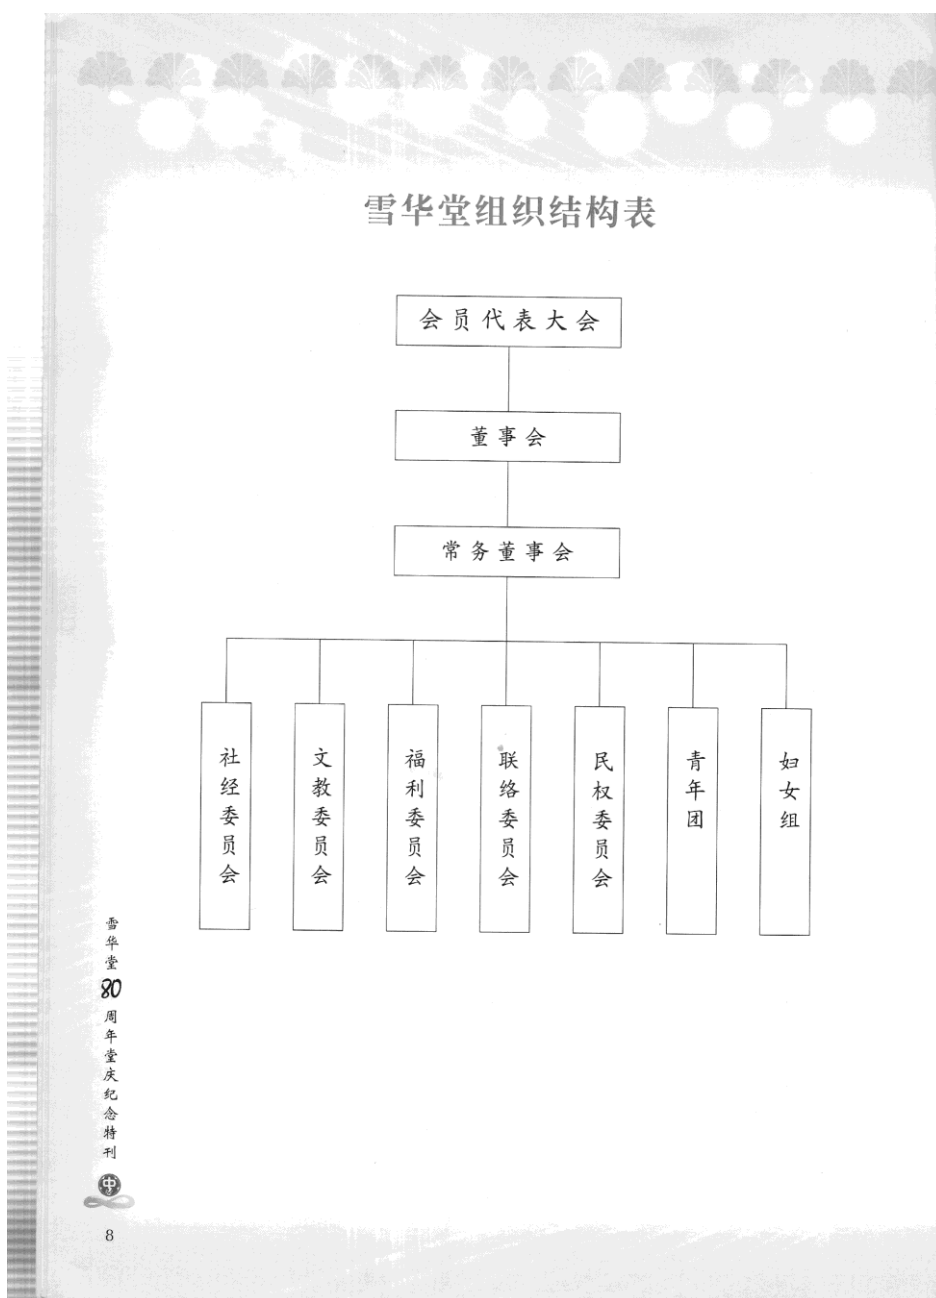 雪华堂组织结构表
会员代表大会
董事会
常务董事会
社经委员会
文教委员会
福利委员会
联络委员会
民权委员会
青年团
妇女组
雪华堂80周年堂庆纪念特刊
中
8